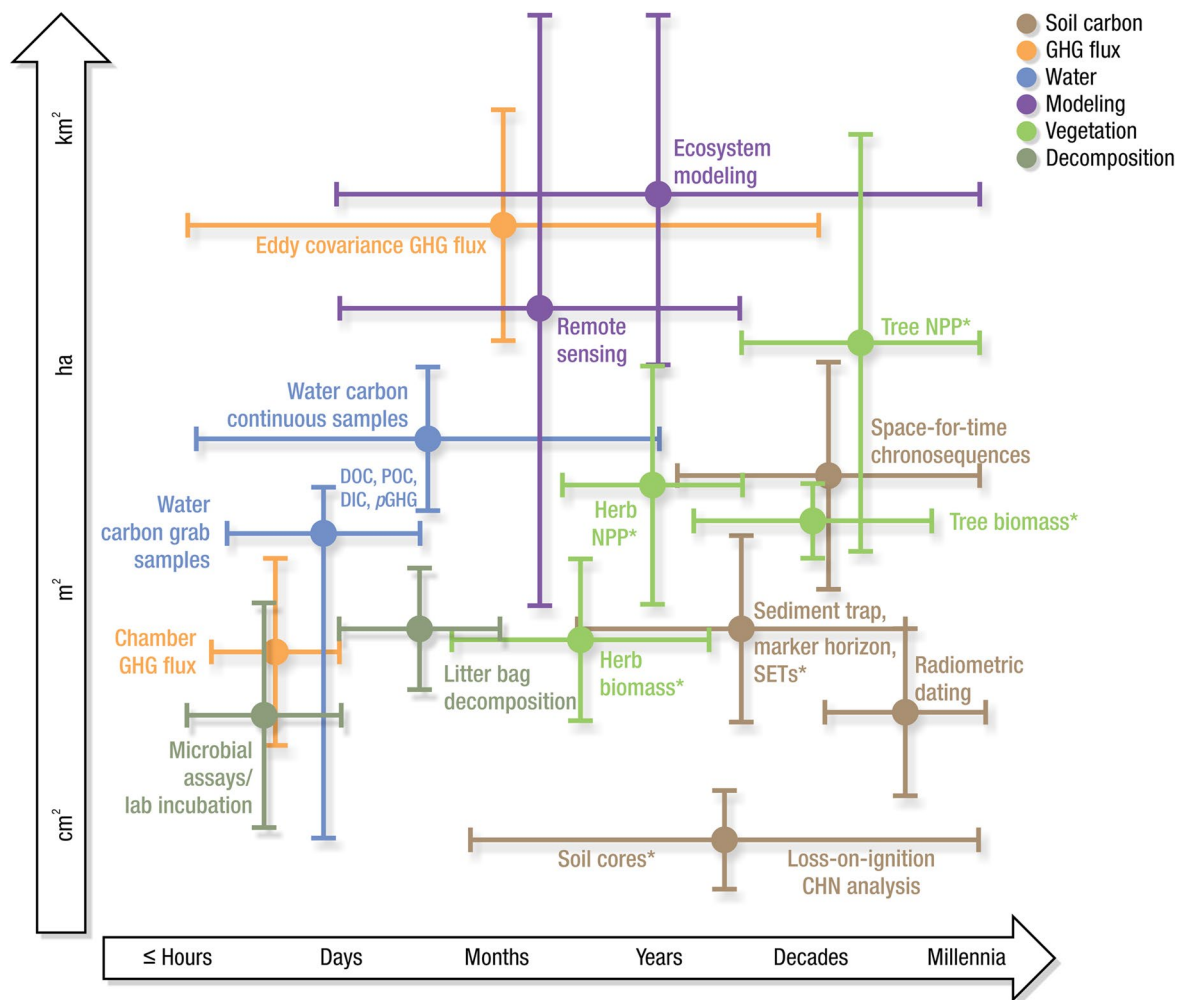 Soil carbon
GHG flux
Water
Modeling
Vegetation
Decomposition
km²
ha
m²
cm²
Ecosystem
modeling
Eddy covariance GHG flux
Remote
sensing
Tree NPP*
Water carbon
continuous samples
Space-for-time
chronosequences
DOC, POC,
DIC, pGHG
Water
carbon grab
samples
Herb
NPP*
Tree biomass*
Chamber
GHG flux
Sediment trap,
marker horizon,
SETs*
Litter bag
decomposition
Herb
biomass*
Radiometric
dating
Microbial
assays/
lab incubation
Soil cores*
Loss-on-ignition
CHN analysis
≤ Hours
Days
Months
Years
Decades
Millennia